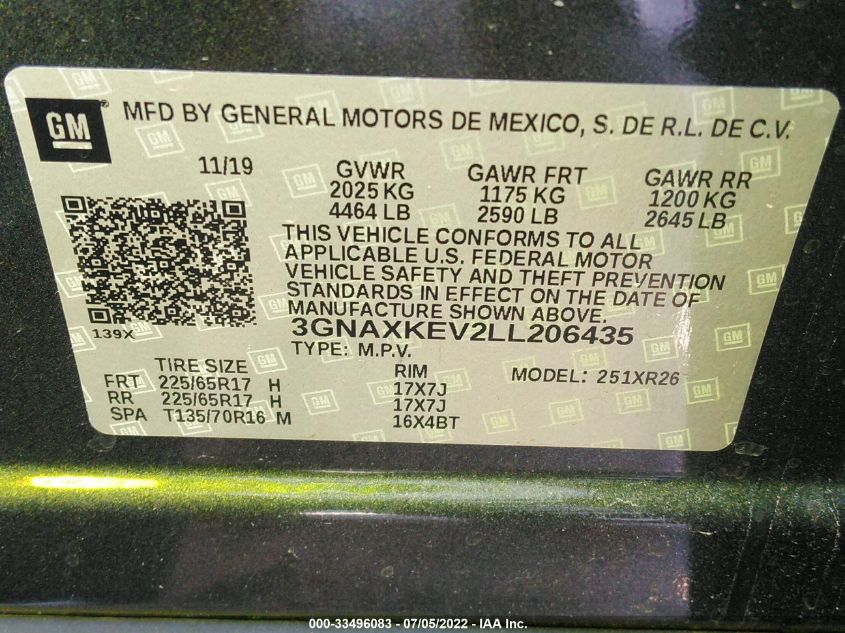 GM ® MFD BY GENERAL MOTORS DE MEXICO, S. DE R.L. DE C.V.
11/19 GVWR GAWR FRT GAWR RR
2025 KG 1175 KG 1200 KG
4464 LB 2590 LB 2645 LB
THIS VEHICLE CONFORMS TO ALL
APPLICABLE U.S. FEDERAL MOTOR
VEHICLE SAFETY AND THEFT PREVENTION
STANDARDS IN EFFECT ON THE DATE OF
MANUFACTURE SHOWN ABOVE.
139X 3GNAXKEV2LL206435
TYPE: M.P.V.
TIRE SIZE RIM MODEL: 251XR26
FRT 225/65R17 H 17X7J
RR 225/65R17 H 17X7J
SPA T135/70R16 M 16X4BT
000-33496083 - 07/05/2022 - IAA Inc.